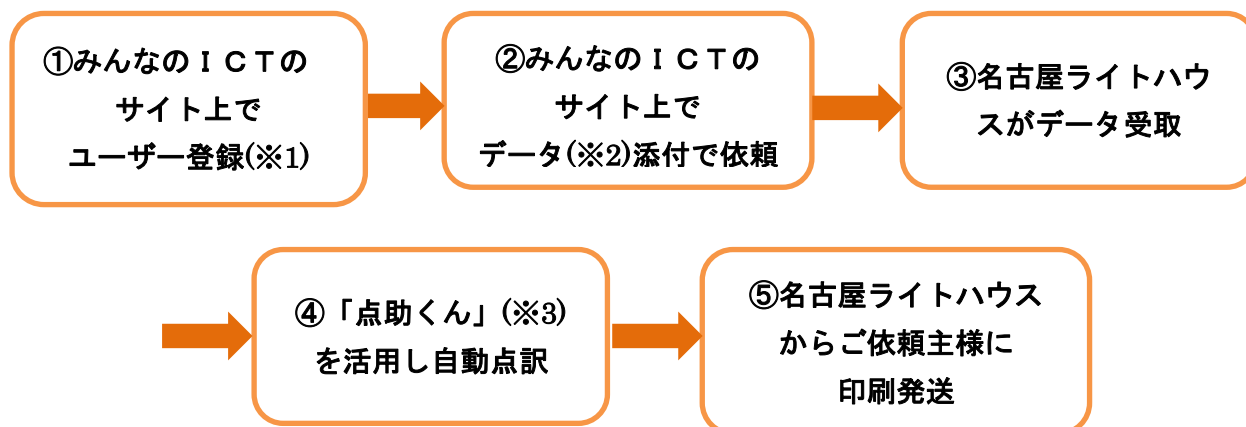 ①みんなのＩＣＴの
サイト上で
ユーザー登録(※1)
②みんなのＩＣＴの
サイト上で
データ(※2)添付で依頼
③名古屋ライトハウ
スがデータ受取
④「点助くん」(※3)
を活用し自動点訳
⑤名古屋ライトハウス
からご依頼主様に
印刷発送